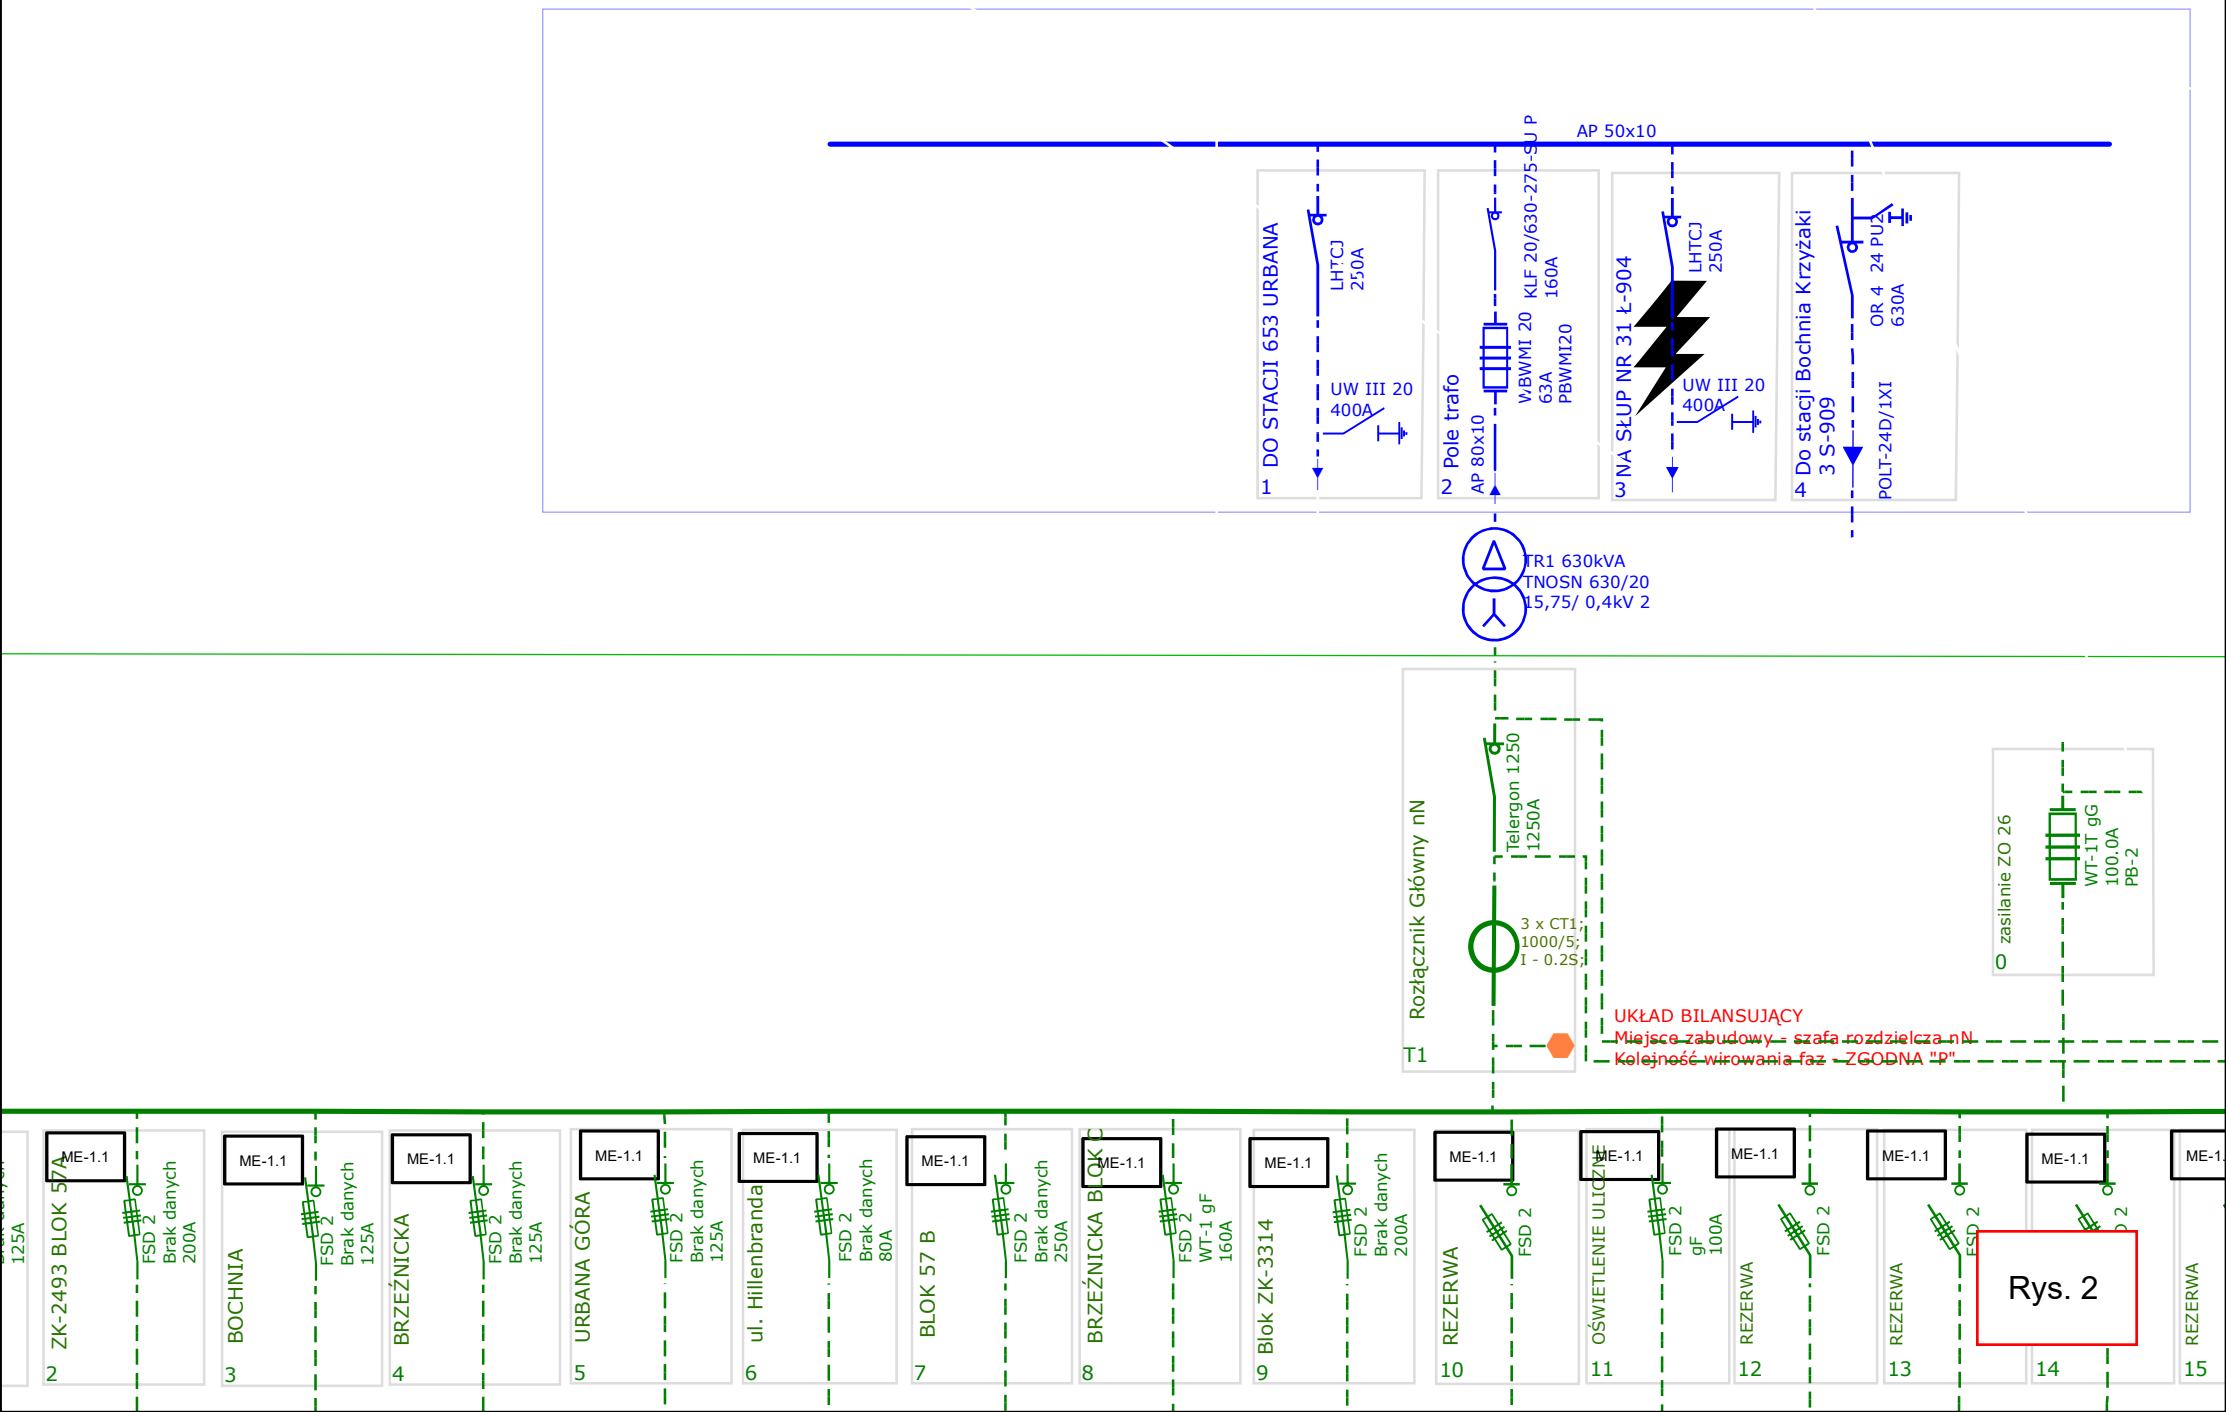 AP 50x10
DO STACJI 653 URBANA
LHTCJ
250A
UW III 20
400A
1
KLF 20/630-275-SU P
160A
WBWMI 20
63A
PBWMI20
Pole trafo
AP 80x10
2
NA SŁUP NR 31 Ł-904
LHTCJ
250A
UW III 20
400A
3
Do stacji Bochnia Krzyżaki
3 S-909
24 PU2
OR 4
630A
POLT-24D/1XI
4
TR1 630kVA
TNOSN 630/20
15,75/ 0,4kV 2
Rozłącznik Główny nN
Telergon 1250
1250A
3 x CT1;
1000/5;
I - 0.2S;
T1
zasilanie ZO 26
WT-1T gG
100.0A
PB-2
0
UKŁAD BILANSUJĄCY
Miejsce zabudowy - szafa rozdzielcza nN
Kolejność wirowania faz - ZGODNA "P"
125A
ME-1.1
ZK-2493 BLOK 57A
FSD 2
Brak danych
200A
2
ME-1.1
BOCHNIA
FSD 2
Brak danych
125A
3
ME-1.1
BRZEŹNICKA
FSD 2
Brak danych
125A
4
ME-1.1
URBANA GÓRA
FSD 2
Brak danych
125A
5
ME-1.1
ul. Hillenbranda
FSD 2
Brak danych
80A
6
ME-1.1
BLOK 57 B
FSD 2
Brak danych
250A
7
ME-1.1
BRZEŹNICKA BLOK C
FSD 2
WT-1 gF
160A
8
ME-1.1
Blok ZK-3314
FSD 2
Brak danych
200A
9
ME-1.1
REZERWA
FSD 2
10
ME-1.1
OŚWIETLENIE ULICZNE
FSD 2
gF
100A
11
ME-1.1
REZERWA
FSD 2
12
ME-1.1
REZERWA
FSD 2
13
ME-1.1
2
Rys. 2
14
ME-1.
REZERWA
15